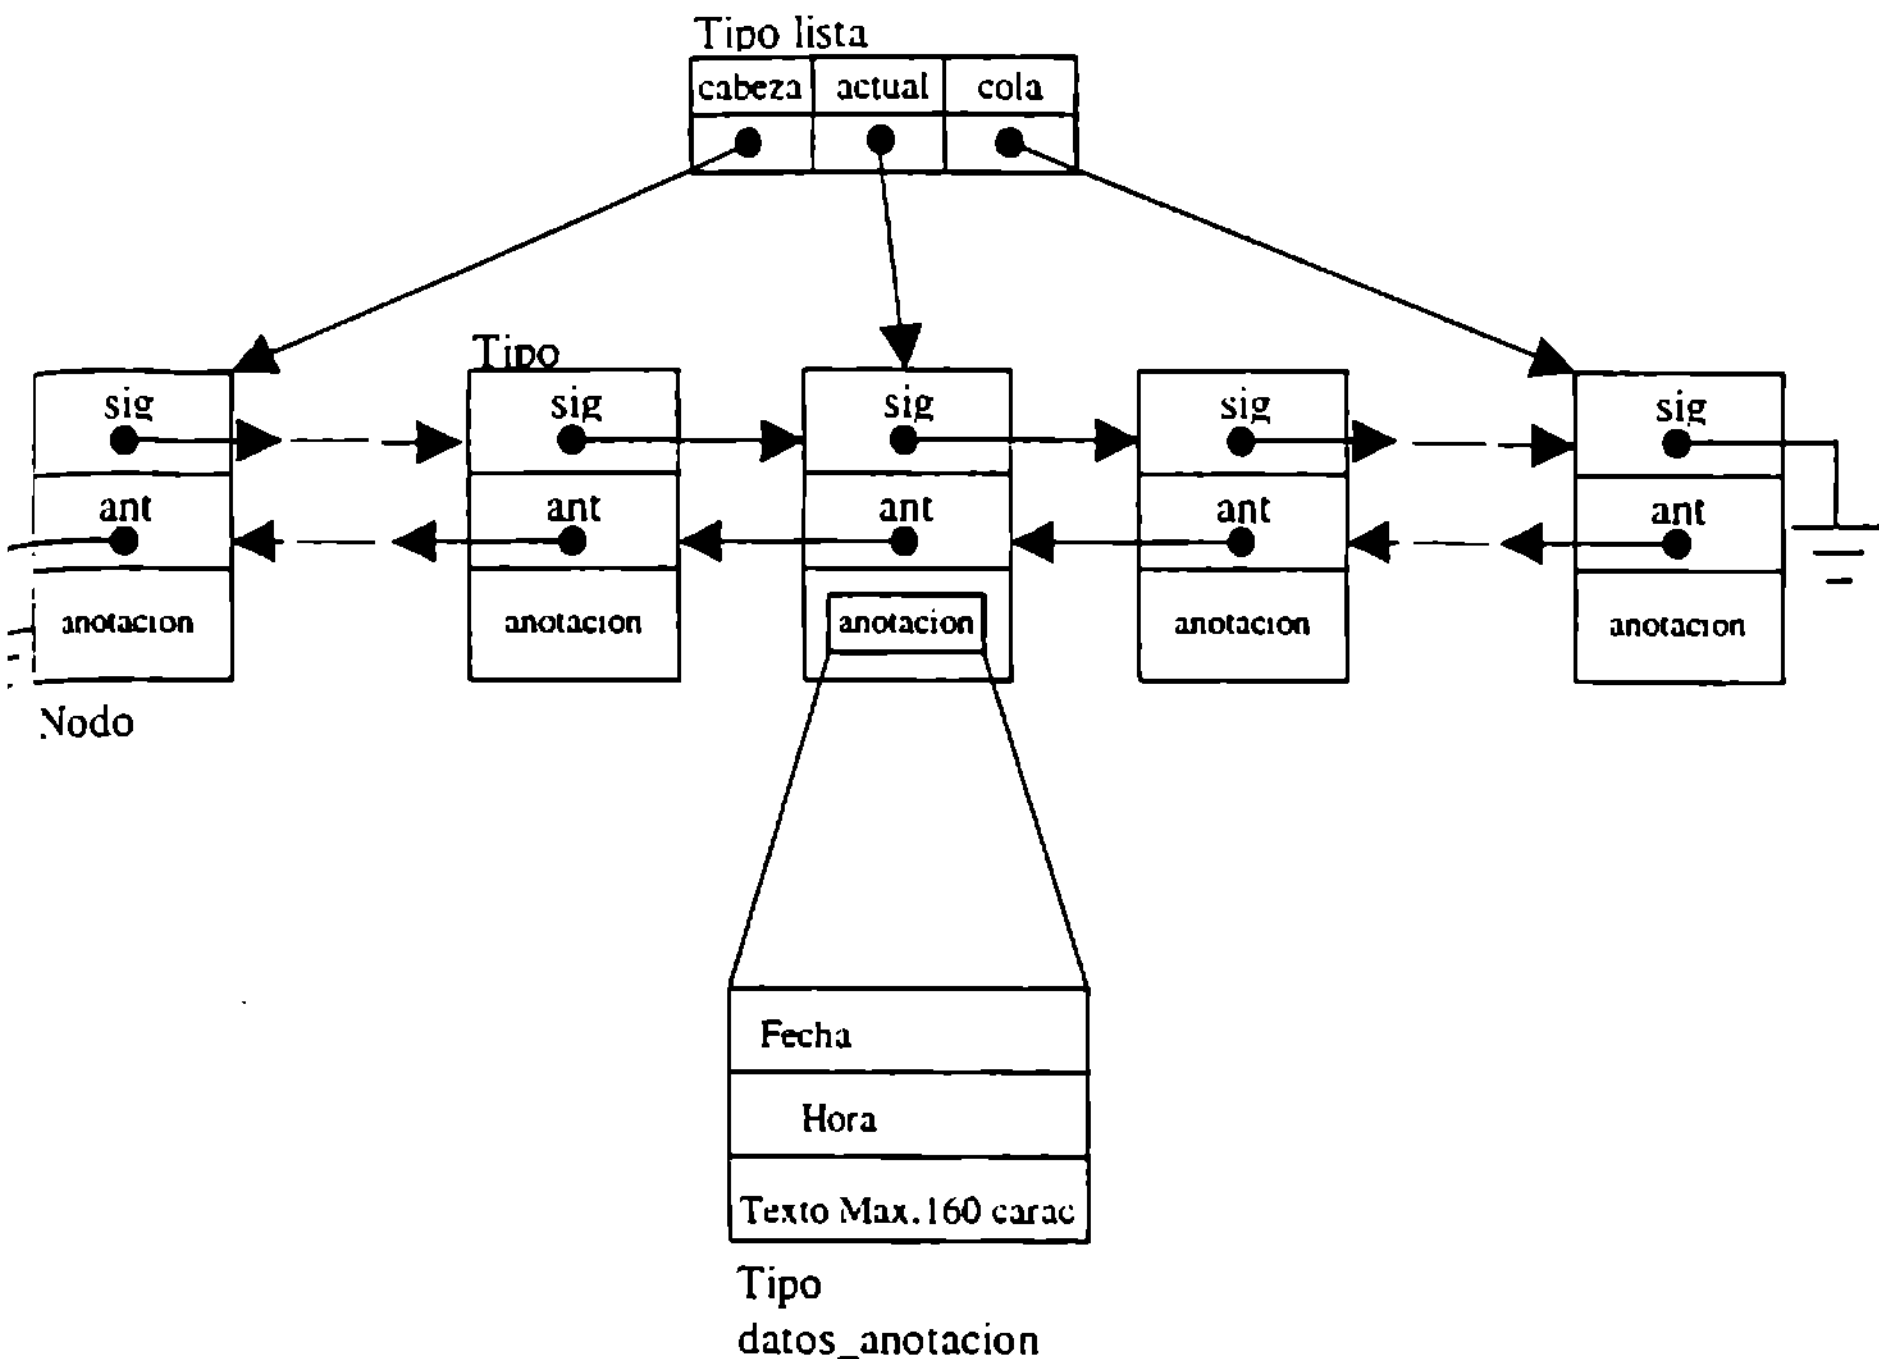 Tipo lista
cabeza actual cola
Tipo
sig sig sig sig sig
ant ant ant ant ant
anotacion anotacion anotacion anotacion anotacion
Nodo
Fecha
Hora
Texto Max.160 carac
Tipo
datos_anotacion